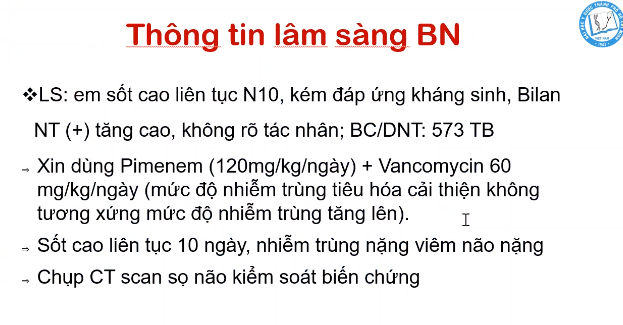 Thông tin lâm sàng BN
❖LS: em sốt cao liên tục N10, kém đáp ứng kháng sinh, Bilan
NT (+) tăng cao, không rõ tác nhân; BC/DNT: 573 TB
→ Xin dùng Pimenem (120mg/kg/ngày) + Vancomycin 60
mg/kg/ngày (mức độ nhiễm trùng tiêu hóa cải thiện không
tương xứng mức độ nhiễm trùng tăng lên).
→ Sốt cao liên tục 10 ngày, nhiễm trùng nặng viêm não nặng
→ Chụp CT scan sọ não kiểm soát biến chứng